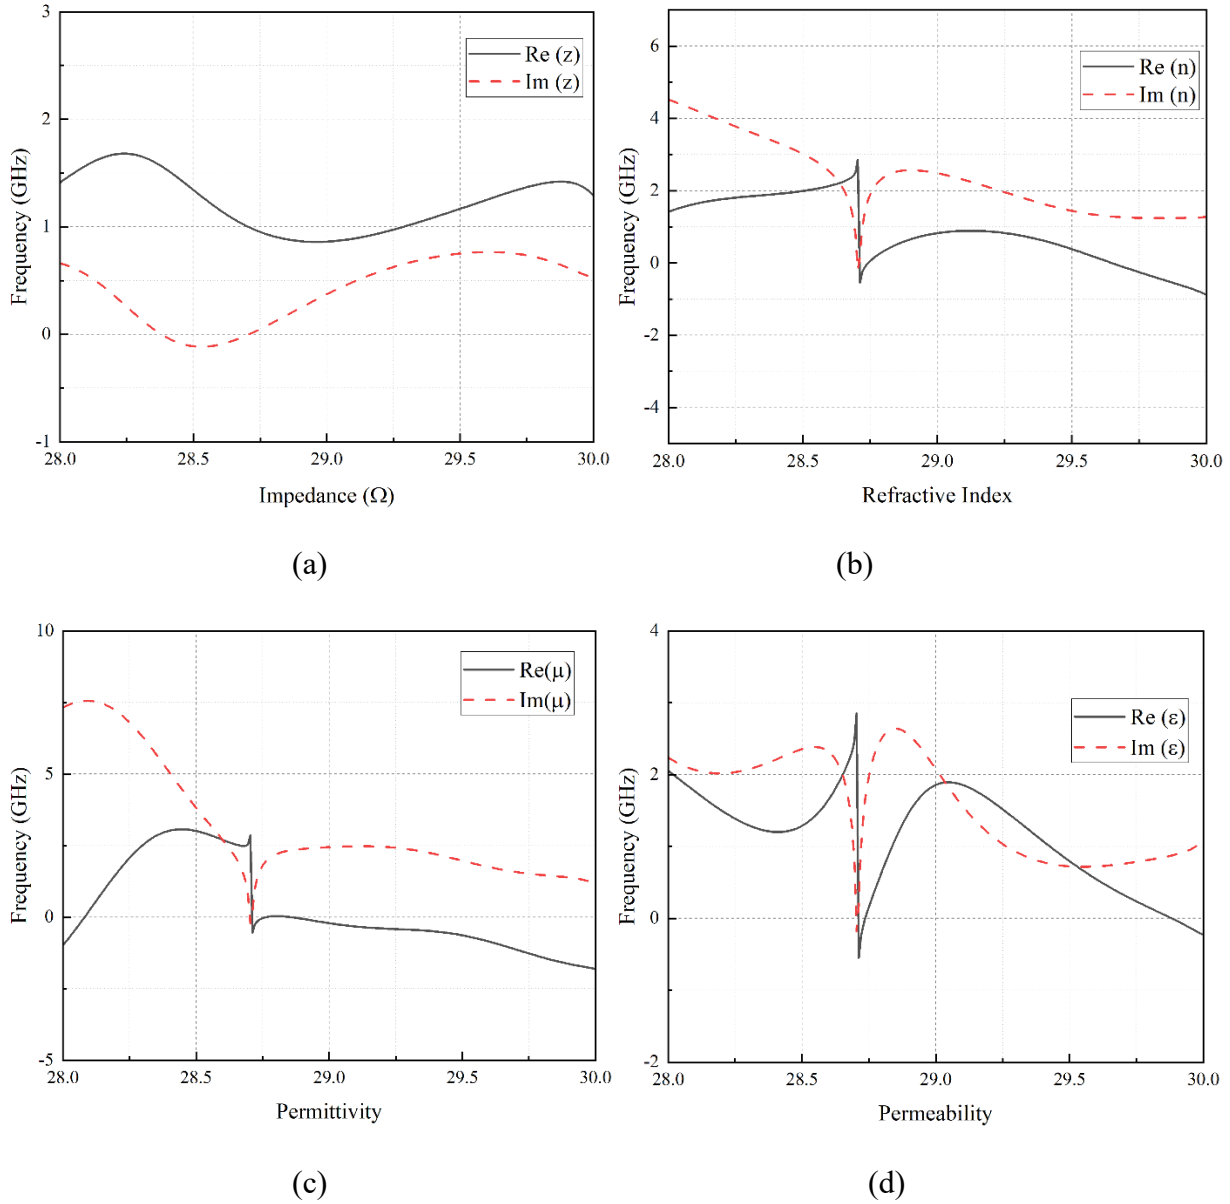 3
2
1
0
-1
Frequency (GHz)
Re (z)
Im (z)
28.0 28.5 29.0 29.5 30.0
Impedance (Ω)
(a)
6
4
2
0
-2
-4
Frequency (GHz)
Re (n)
Im (n)
28.0 28.5 29.0 29.5 30.0
Refractive Index
(b)
10
5
0
-5
Frequency (GHz)
Re(μ)
Im(μ)
28.0 28.5 29.0 29.5 30.0
Permittivity
(c)
4
2
0
-2
Frequency (GHz)
Re (ε)
Im (ε)
28.0 28.5 29.0 29.5 30.0
Permeability
(d)